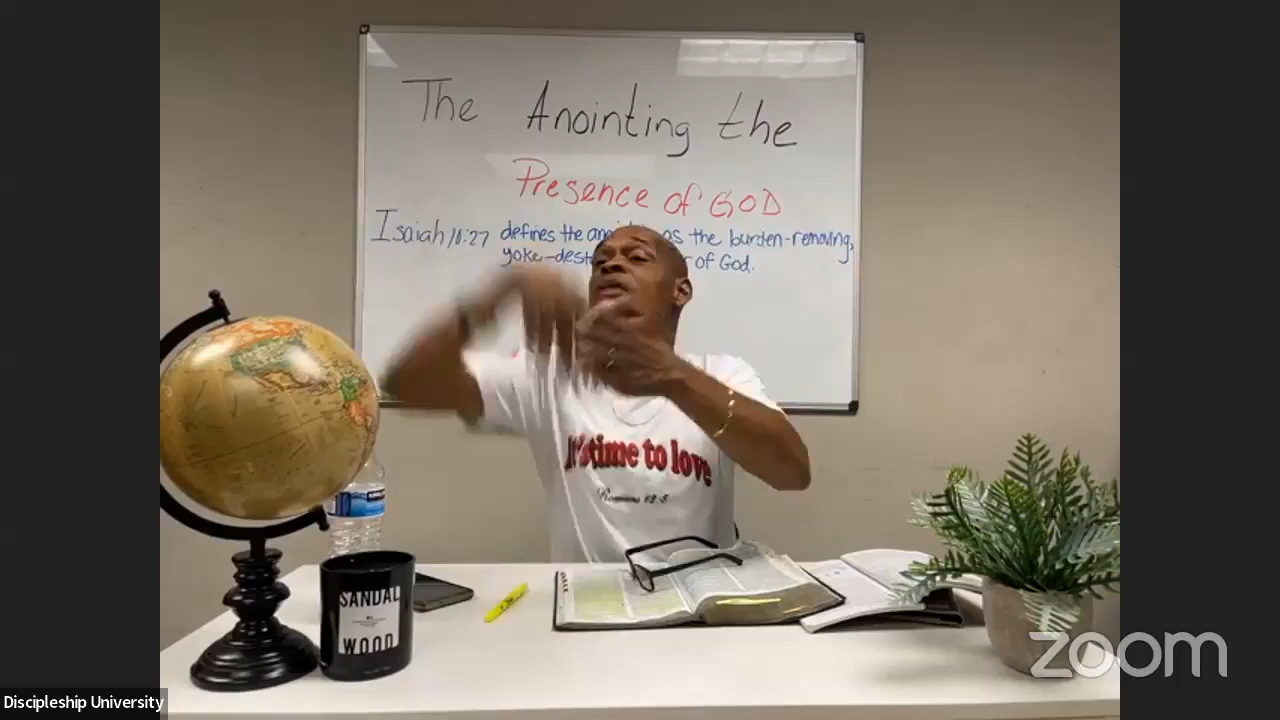 The Anointing the
Presence of GOD
Isaiah 10:27 defines the as the burden-removing,
yoke-dest of God.
time to love
SANDAL
WOOD
zoom
Discipleship University